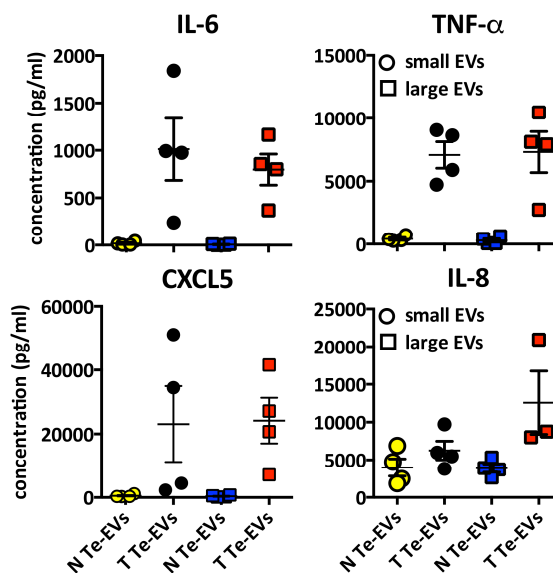 IL-6
TNF-α
concentration (pg/ml)
2000
1500
1000
500
0
15000
10000
5000
0
small EVs
large EVs
CXCL5
IL-8
concentration (pg/ml)
60000
40000
20000
0
25000
20000
15000
10000
5000
0
small EVs
large EVs
N Te-EVs
T Te-EVs
N Te-EVs
T Te-EVs
N Te-EVs
T Te-EVs
N Te-EVs
T Te-EVs